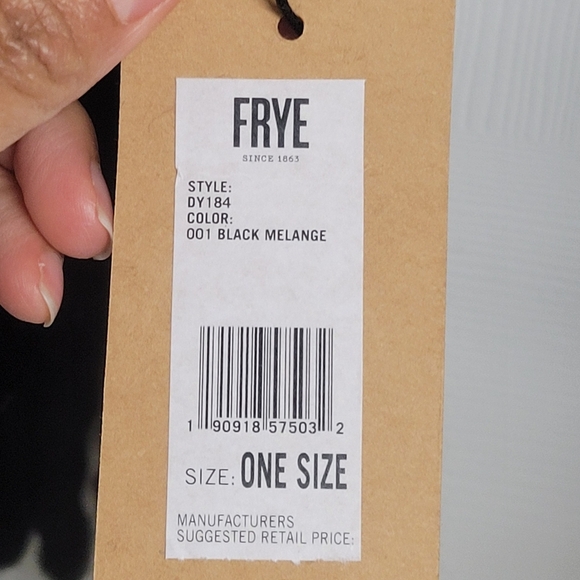 FRYE
SINCE 1863
STYLE:
DY184
COLOR:
001 BLACK MELANGE
1 90918 57503 2
SIZE: ONE SIZE
MANUFACTURERS
SUGGESTED RETAIL PRICE: